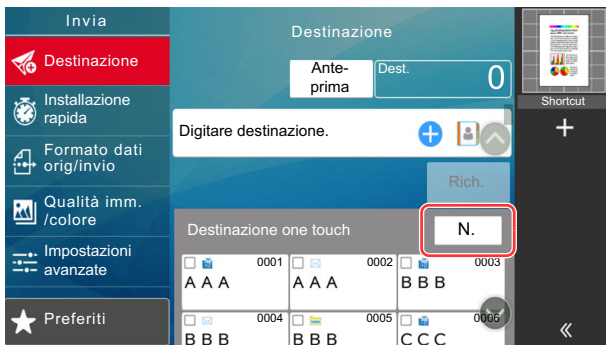 Invia
Destinazione
Installazione
rapida
Formato dati
orig/invio
Qualità imm.
/colore
Impostazioni
avanzate
Preferiti
Destinazione
Ante-
prima
Dest.
0
Digitare destinazione.
Rich.
Destinazione one touch
N.
0001
A A A
0002
A A A
0003
B B B
0004
B B B
0005
B B B
0006
C C C
Shortcut